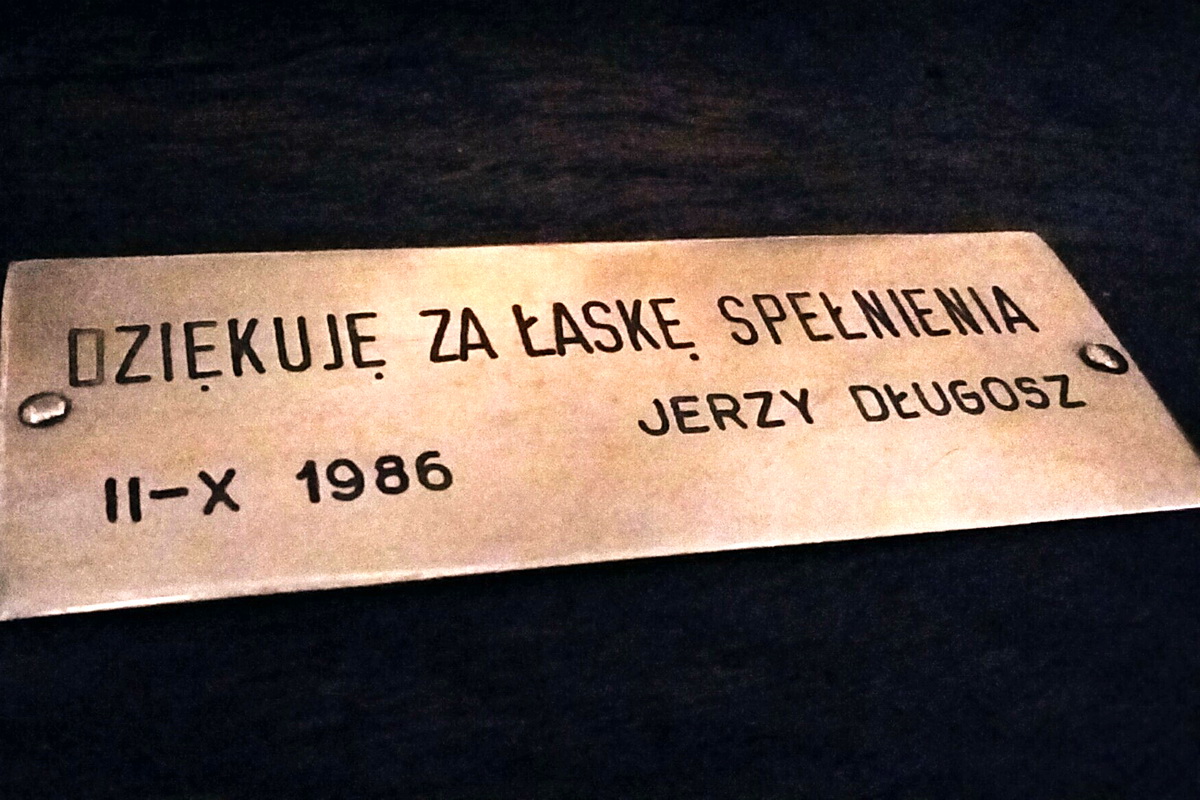 DZIĘKUJĘ ZA ŁASKĘ SPEŁNIENIA
JERZY DŁUGOSZ
II-X 1986